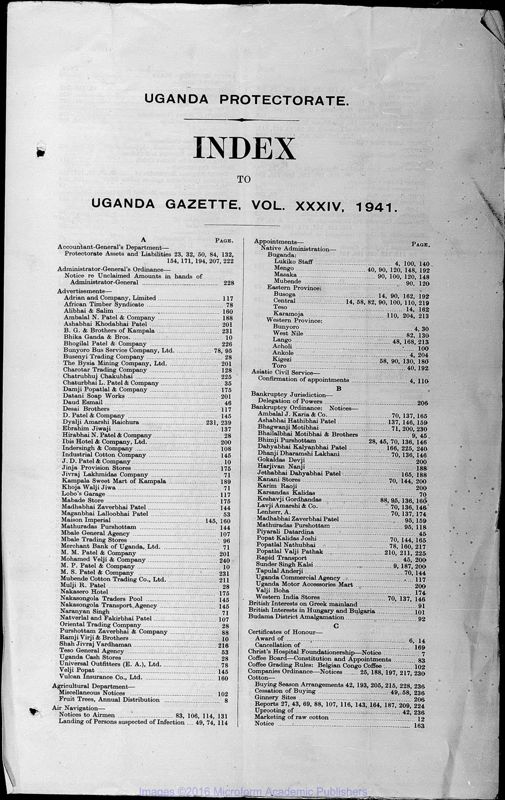 UGANDA PROTECTORATE.
INDEX
TO
UGANDA GAZETTE, VOL. XXXIV, 1941.
A PAGE.
Accountant-General's Department—
Protectorate Assets and Liabilities 23, 32, 50, 84, 132,
154, 171, 194, 207, 222
Administrator-General's Ordinance—
Notice re Unclaimed Amounts in hands of
Administrator-General 228
Advertisements—
Adrian and Company, Limited 117
African Timber Syndicate 78
Alibhai & Salim 160
Ambalal N. Patel & Company 188
Ashabhai Khodabhai Patel 201
B. G. & Brothers of Kampala 231
Bhika Ganda & Bros. 10
Bhogilal Patel & Company 226
Bunyoro Bus Service Company, Ltd. 78, 95
Busenyi Trading Company 28
The Byxia Mining Company, Ltd. 201
Charotar Trading Company 128
Chatrubhuj Chakubhai 225
Chaturbhai L. Patel & Company 35
Damji Popatlal & Company 175
Datani Soap Works 201
Daud Esmail 46
Desai Brothers 117
D. Patel & Company 145
Dyalji Amarshi Raichura 231, 239
Ebrahim Jiwaji 137
Hirabhai N. Patel & Company 28
Ibis Hotel & Company, Ltd. 200
Indersingh & Company 106
Industrial Cotton Company 145
J. D. Patel & Company 10
Jinja Provision Stores 175
Jivraj Lakhmidas Company 71
Kampala Sweet Mart of Kampala 189
Khoja Walji Jiwa 71
Lobo's Garage 117
Mabade Store 175
Madhabhai Zaverbhai Patel 144
Maganbhai Lalloobhai Patel 53
Maison Imperial 145, 160
Mathuradas Purshottam 144
Mbale General Agency 107
Mbale Trading Stores 96
Merchant Bank of Uganda, Ltd. 71
M. M. Patel & Company 201
Mohamed Velji & Company 240
M. P. Patel & Company 10
M. S. Patel & Company 231
Mubende Cotton Trading Co., Ltd. 211
Mulji R. Patel 28
Nakasero Hotel 175
Nakasongola Traders Pool 145
Nakasongola Transport Agency 145
Naranyan Singh 71
Natverlal and Fakirbhai Patel 107
Oriental Trading Company 28
Purshottam Zaverbhai & Company 88
Ramji Virji & Brothers 10
Shah Jivraj Vardhaman 216
Teso General Agency 53
Uganda Cash Stores 28
Universal Outfitters (E. A.), Ltd. 78
Velji Popat 145
Vulcan Insurance Co., Ltd. 160
Agricultural Department—
Miscellaneous Notices 102
Fruit Trees, Annual Distribution 8
Air Navigation—
Notices to Airmen 83, 106, 114, 131
Landing of Persons suspected of Infection 49, 74, 114
Appointments— PAGE.
Native Administration—
Buganda:
Lukiko Staff 4, 100, 140
Mengo 40, 90, 120, 148, 192
Masaka 90, 100, 120, 148
Mubende 90, 120
Eastern Province:
Busoga 14, 90, 162, 192
Central 14, 58, 82, 90, 100, 110, 219
Teso 14, 162
Karamoja 110, 204, 213
Western Province:
Bunyoro 4, 30
West Nile 82, 130
Lango 48, 168, 213
Acholi 100
Ankole 4, 204
Kigezi 58, 90, 130, 186
Toro 40, 192
Asiatic Civil Service—
Confirmation of appointments 4, 110
B
Bankruptcy Jurisdiction—
Delegation of Powers 206
Bankruptcy Ordinance: Notices—
Ambalal J. Karia & Co. 70, 137, 165
Ashabhai Hathibhai Patel 137, 146, 159
Bhagwanji Motibhai 71, 200, 230
Bhailalbhai Motibhai & Brothers 9, 45
Bhimji Purshottam 28, 45, 70, 136, 146
Dahyabhai Kalyanbhai Patel 166, 225, 240
Dhanji Dharamshi Lakhani 70, 136, 146
Gokaldas Devji 200
Harjivan Nanji 188
Jethabhai Dahyabhai Patel 165, 188
Kanani Stores 70, 144, 200
Karim Raoji 200
Karsandas Kalidas 70
Keshavji Gordhandas 88, 95, 136, 160
Lavji Amarshi & Co. 70, 136, 146
Lenherr, A. 70, 137, 174
Madhabhai Zaverbhai Patel 95, 159
Mathuradas Purshottam 95, 118
Piyarali Datardina 45
Popat Kalidas Joshi 70, 144, 165
Popatlal Nathubhai 78, 160, 217
Popatlal Valji Pathak 210, 211, 225
Rapid Transport 45, 200
Sunder Singh Kalsi 9, 187, 200
Tapulal Anderji 70, 144
Uganda Commercial Agency 117
Uganda Motor Accessories Mart 200
Valji Boha 174
Western India Stores 70, 137, 146
British Interests on Greek mainland 91
British Interests in Hungary and Bulgaria 101
Budama District Amalgamation 92
C
Certificates of Honour—
Award of 6, 14
Cancellation of 169
Christ's Hospital Foundationship—Notice 7
Coffee Board—Constitution and Appointments 83
Coffee Grading Rules: Belgian Congo Coffee 102
Companies Ordinance—Notices 25, 188, 197, 217, 230
Cotton—
Buying Season Arrangements 42, 193, 205, 215, 228, 236
Cessation of Buying 49, 58, 236
Ginnery Sites 206
Reports 27, 43, 69, 88, 107, 116, 143, 164, 187, 209, 224
Uprooting of 42, 236
Marketing of raw cotton 12
Notice 163
Images ©2016 Microform Academic Publishers